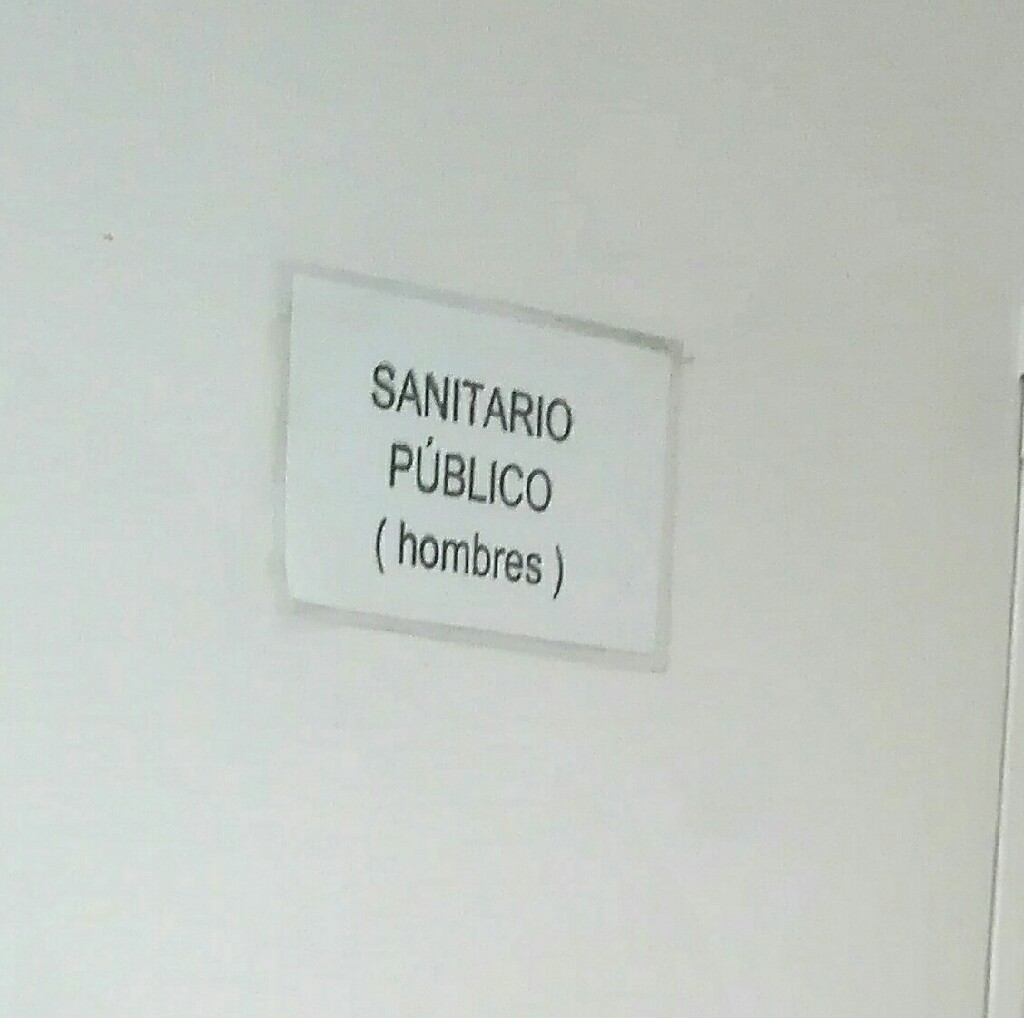 SANITARIO
PÚBLICO
( hombres )